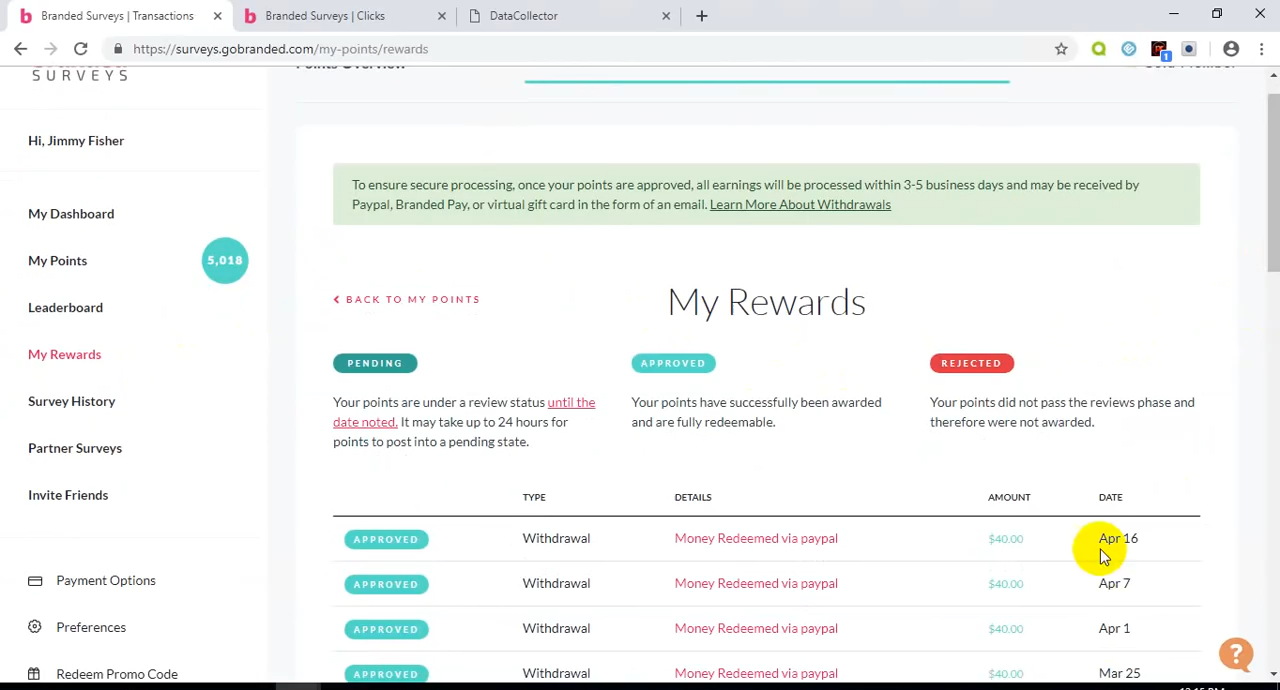 Branded Surveys | Transactions
Branded Surveys | Clicks
DataCollector
https://surveys.gobranded.com/my-points/rewards
1
SURVEYS
Points Overview
Gold Member
Hi, Jimmy Fisher
My Dashboard
My Points
5,018
Leaderboard
My Rewards
Survey History
Partner Surveys
Invite Friends
Payment Options
Preferences
Redeem Promo Code
To ensure secure processing, once your points are approved, all earnings will be processed within 3-5 business days and may be received by
Paypal, Branded Pay, or virtual gift card in the form of an email. Learn More About Withdrawals
BACK TO MY POINTS
My Rewards
PENDING
Your points are under a review status until the
date noted. It may take up to 24 hours for
points to post into a pending state.
APPROVED
Your points have successfully been awarded
and are fully redeemable.
REJECTED
Your points did not pass the reviews phase and
therefore were not awarded.
TYPE DETAILS AMOUNT DATE
APPROVED Withdrawal Money Redeemed via paypal $40.00 Apr 16
APPROVED Withdrawal Money Redeemed via paypal $40.00 Apr 7
APPROVED Withdrawal Money Redeemed via paypal $40.00 Apr 1
APPROVED Withdrawal Money Redeemed via paypal $40.00 Mar 25
?